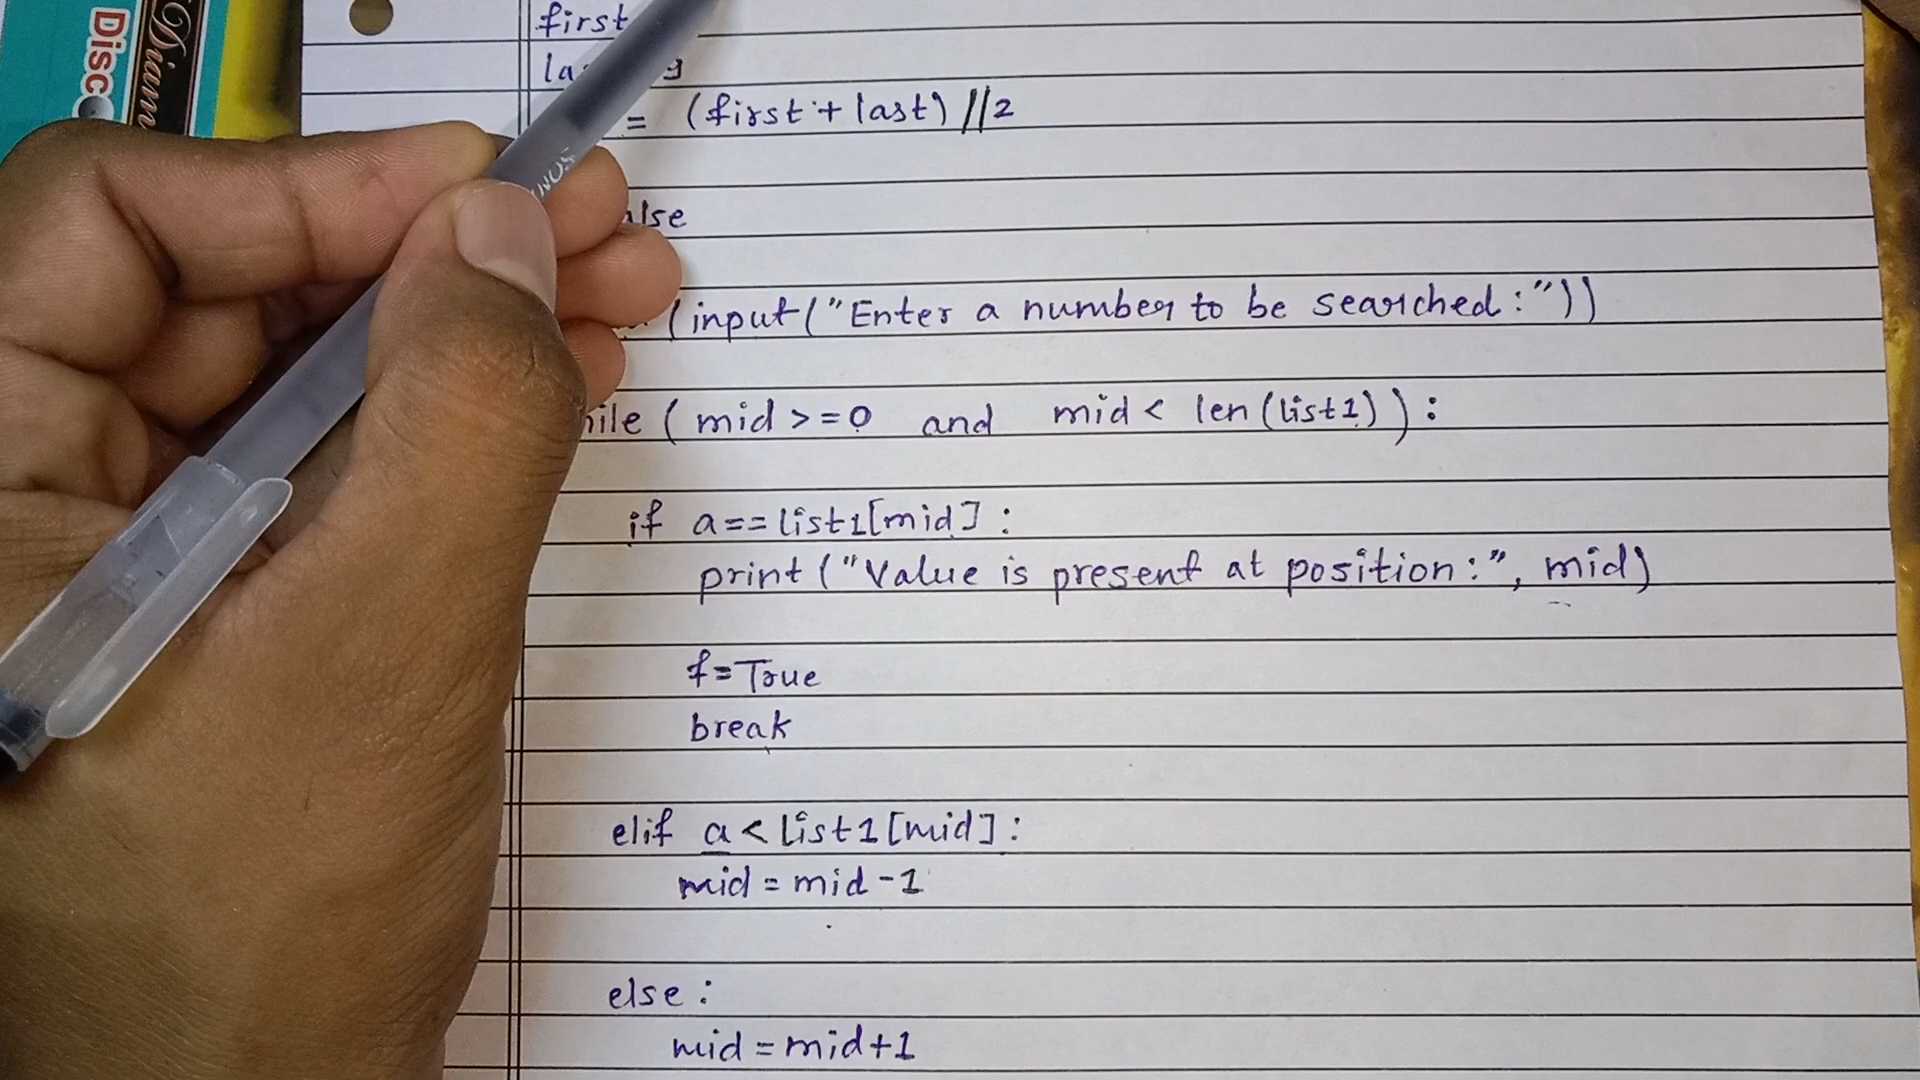 Disc
first
= (first + last) //2
(input("Enter a number to be searched:"))
(mid >=0 and mid < len(list1)):
if a==list1[mid]:
print("Value is present at position:", mid)
f=True
break
elif a<list1[mid]:
mid = mid-1
else:
mid = mid+1